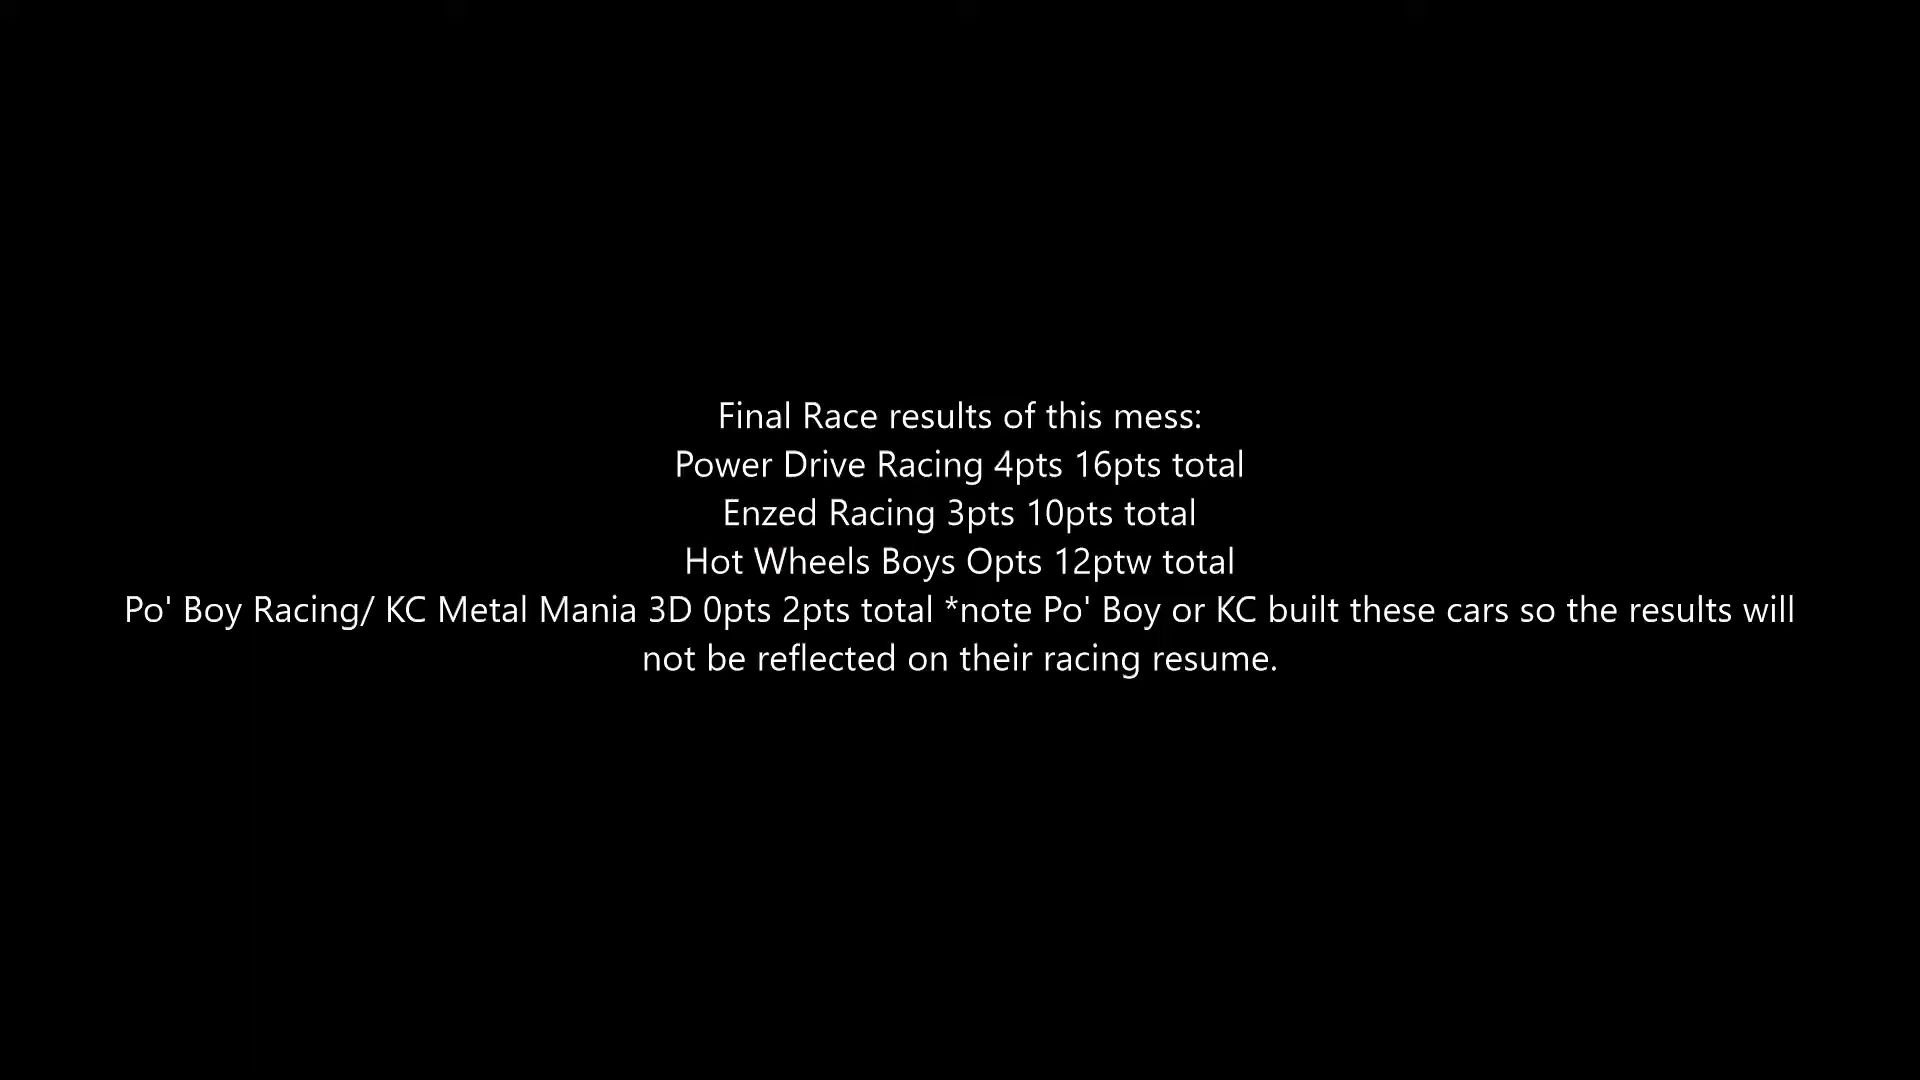 Final Race results of this mess:
Power Drive Racing 4pts 16pts total
Enzed Racing 3pts 10pts total
Hot Wheels Boys Opts 12ptw total
Po' Boy Racing/ KC Metal Mania 3D 0pts 2pts total *note Po' Boy or KC built these cars so the results will
not be reflected on their racing resume.